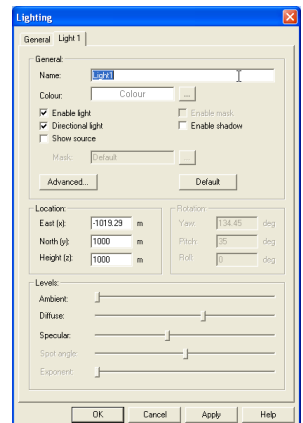 Lighting
General Light 1
General:
Name: Light1
Colour: Colour ...
Enable light Enable mask
Directional light Enable shadow
Show source
Mask: Default ...
Advanced... Default
Location: Rotation:
East (x): -1019.29 m Yaw: 134.45 deg
North (y): 1000 m Pitch: 35 deg
Height (z): 1000 m Roll: 0 deg
Levels:
Ambient:
Diffuse:
Specular:
Spot angle:
Exponent:
OK Cancel Apply Help